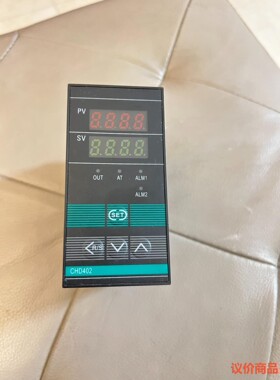 PV
8.8.8.8.
SV
8.8.8.8.
OUT AT ALM1
ALM2
SET
CHD402
议价商品